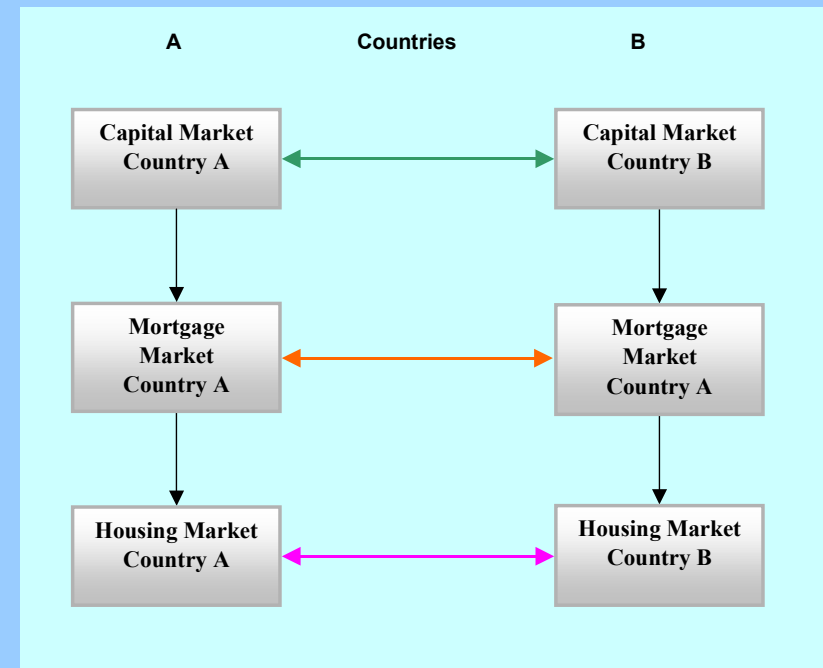 A Countries B
Capital Market
Country A
Capital Market
Country B
Mortgage
Market
Country A
Mortgage
Market
Country A
Housing Market
Country A
Housing Market
Country B